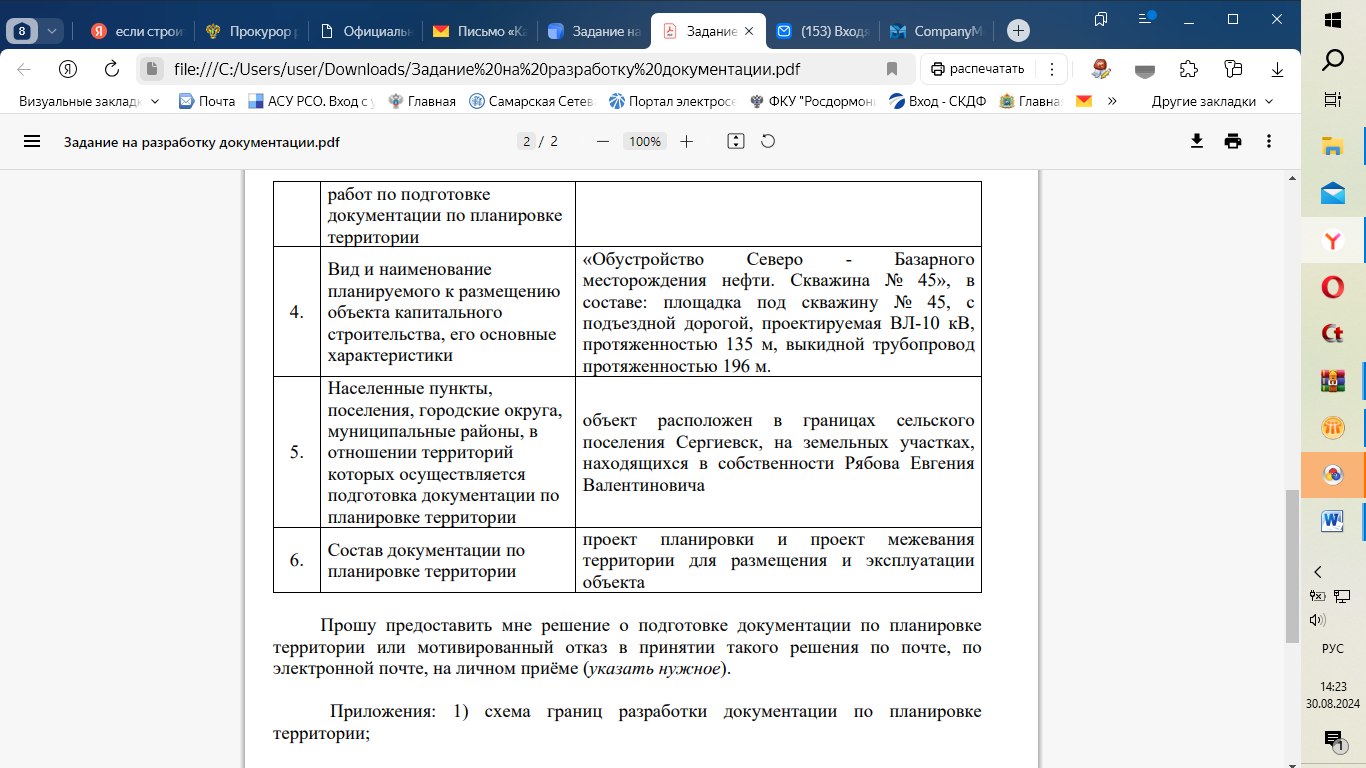 8
если строи
Прокурор р
Официальн
Письмо «Ка
Задание на
Задание
(153) Входя
CompanyM
file:///C:/Users/user/Downloads/Задание%20на%20разработку%20документации.pdf
распечатать
Визуальные заклад
Почта
АСУ РСО. Вход с у
Главная
Самарская Сетева
Портал электросе
ФКУ "Росдормони
Вход - СКДФ
Главна
»
Другие закладки
Задание на разработку документации.pdf
2 / 2
100%
работ по подготовке
документации по планировке
территории
4.
Вид и наименование
планируемого к размещению
объекта капитального
строительства, его основные
характеристики
«Обустройство Северо - Базарного
месторождения нефти. Скважина № 45», в
составе: площадка под скважину № 45, с
подъездной дорогой, проектируемая ВЛ-10 кВ,
протяженностью 135 м, выкидной трубопровод
протяженностью 196 м.
5.
Населенные пункты,
поселения, городские округа,
муниципальные районы, в
отношении территорий
которых осуществляется
подготовка документации по
планировке территории
объект расположен в границах сельского
поселения Сергиевск, на земельных участках,
находящихся в собственности Рябова Евгения
Валентиновича
6.
Состав документации по
планировке территории
проект планировки и проект межевания
территории для размещения и эксплуатации
объекта
Прошу предоставить мне решение о подготовке документации по планировке
территории или мотивированный отказ в принятии такого решения по почте, по
электронной почте, на личном приёме (указать нужное).
Приложения: 1) схема границ разработки документации по планировке
территории;
РУС
14:23
30.08.2024
1